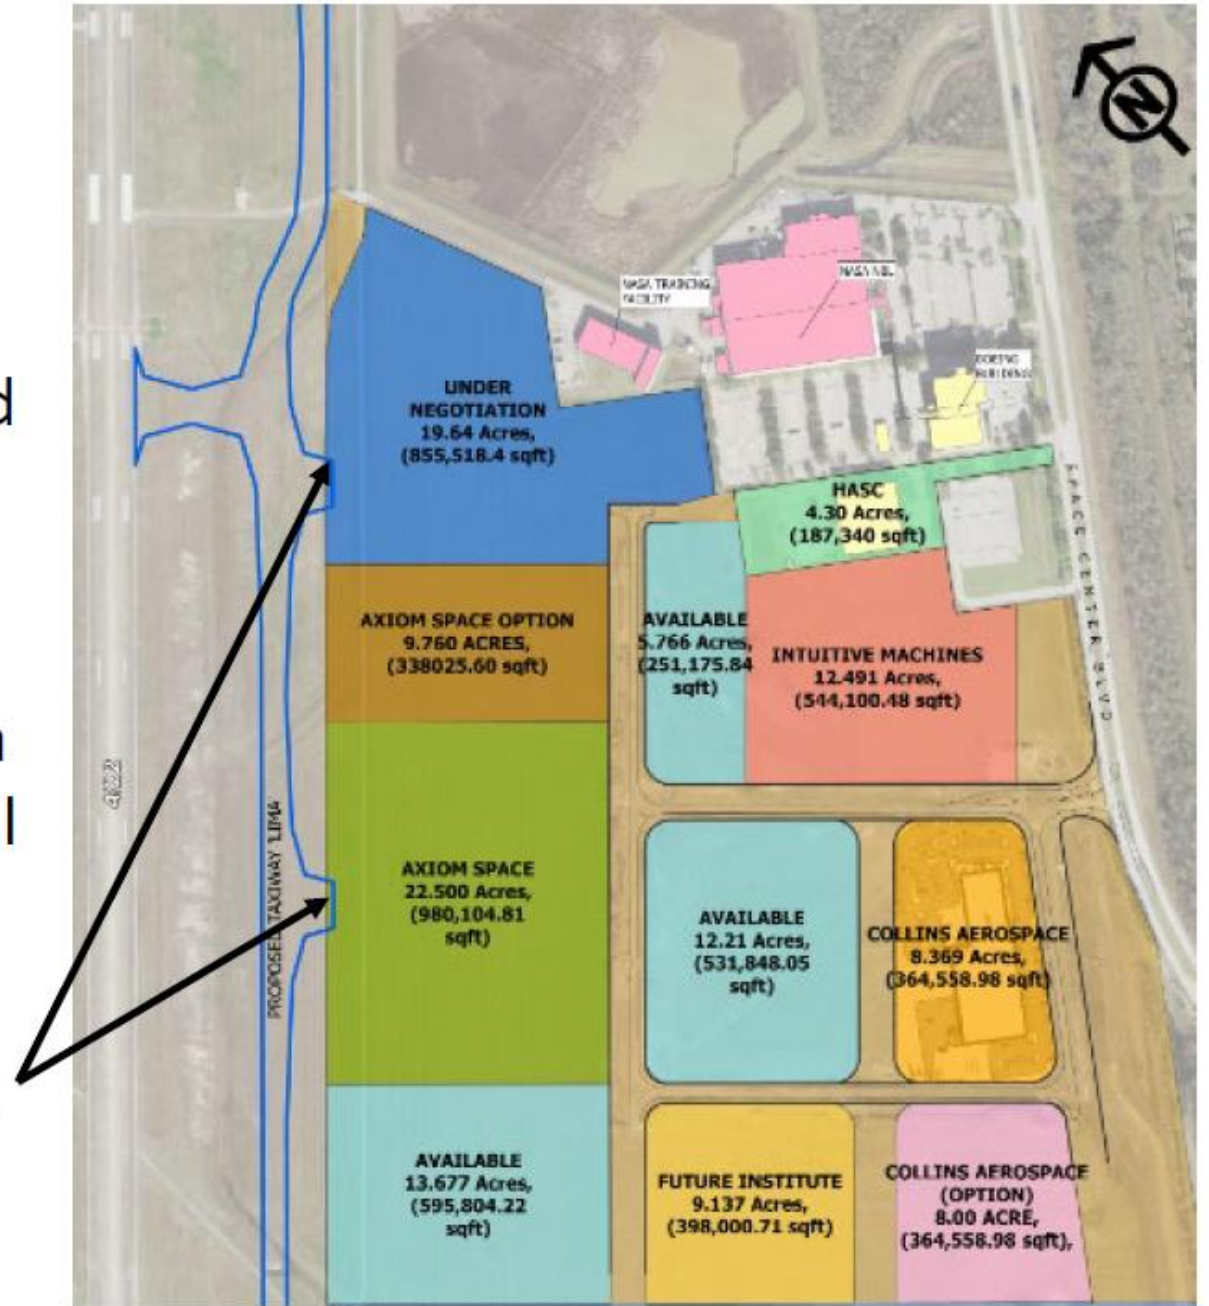 d
n
l
N
NASA TRAINING
FACILITY
NASA NBL
BOEING
BUILDING
UNDER
NEGOTIATION
19.64 Acres,
(855,518.4 sqft)
HASC
4.30 Acres,
(187,340 sqft)
SPACE CENTER BLVD
AXIOM SPACE OPTION
9.760 ACRES,
(338025.60 sqft)
AVAILABLE
5.766 Acres,
(251,175.84
sqft)
INTUITIVE MACHINES
12.491 Acres,
(544,100.48 sqft)
PROPOSED TAXIWAY LIMA
AXIOM SPACE
22.500 Acres,
(980,104.81
sqft)
AVAILABLE
12.21 Acres,
(531,848.05
sqft)
COLLINS AEROSPACE
8.369 Acres,
(364,558.98 sqft)
AVAILABLE
13.677 Acres,
(595,804.22
sqft)
FUTURE INSTITUTE
9.137 Acres,
(398,000.71 sqft)
COLLINS AEROSPACE
(OPTION)
8.00 ACRE,
(364,558.98 sqft),